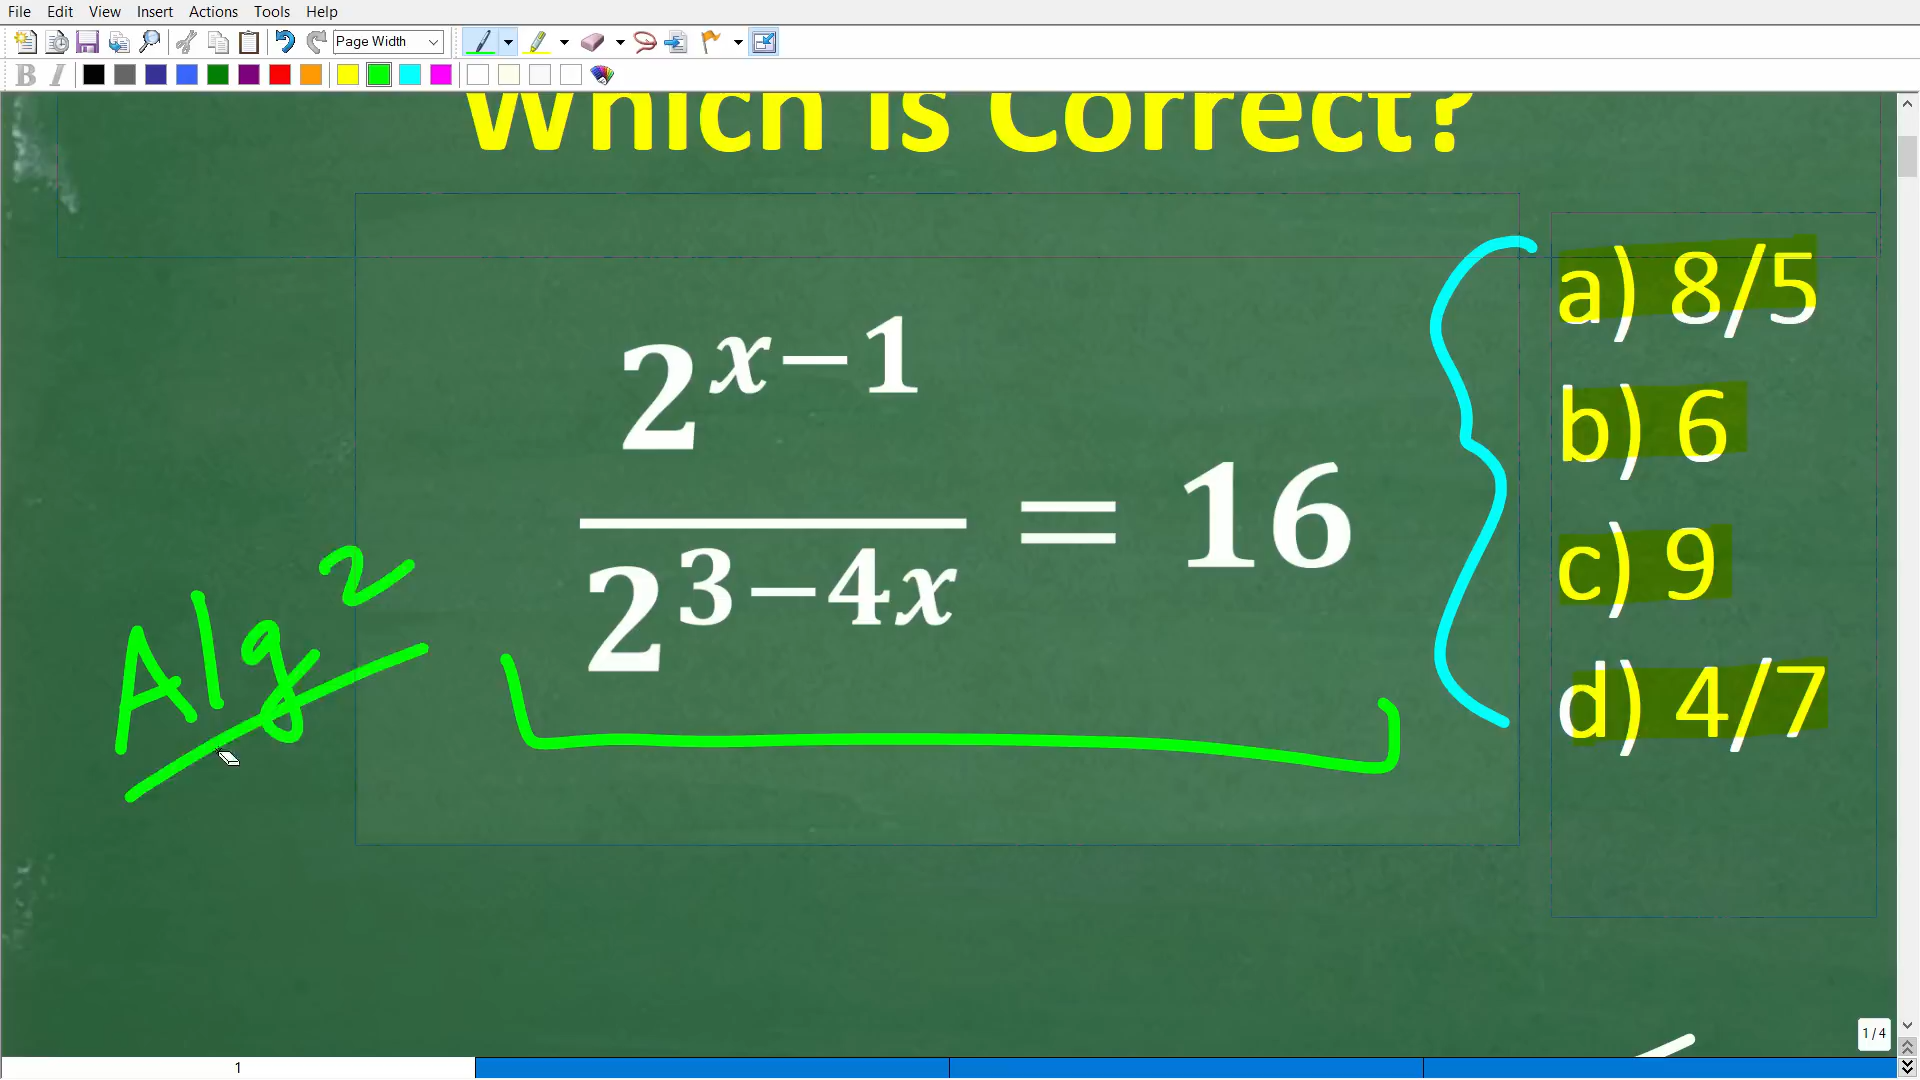 File Edit View Insert Actions Tools Help
Page Width
B I
Which is Correct?
2^{x-1}
2^{3-4x}
= 16
a) 8/5
b) 6
c) 9
d) 4/7
Alg 2
1 / 4
1